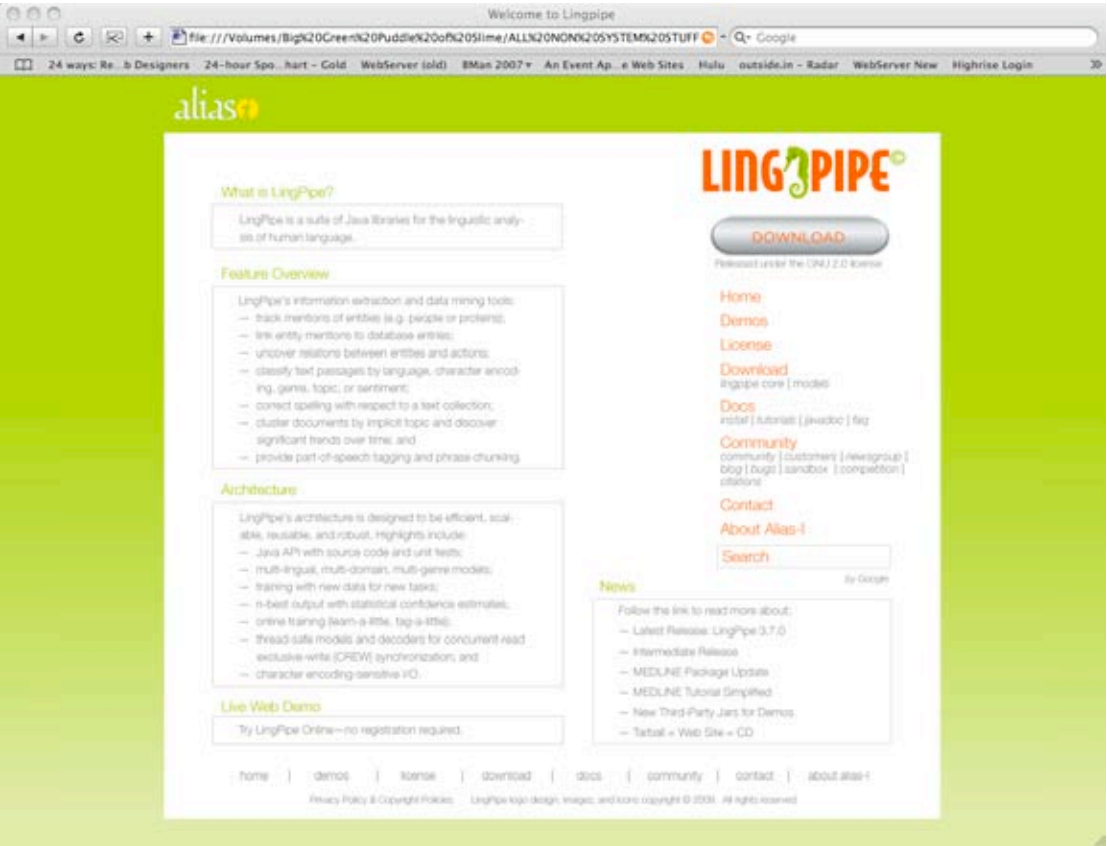 Welcome to Lingpipe
file:///Volumes/Big%20Green%20Puddle%20of%20Slime/ALL%20NON%20SYSTEM%20STUFF
Google
24 ways: Re...b Designers 24-hour Spo...hart – Cold WebServer (old) BMan 2007 An Event Ap...e Web Sites Hulu outside.in – Radar WebServer New Highrise Login
alias
LINGPIPE©
What is LingPipe?
LingPipe is a suite of Java libraries for the linguistic analy-
sis of human language.
Feature Overview
LingPipe's information extraction and data mining tools:
— track mentions of entities (e.g. people or proteins);
— link entity mentions to database entries;
— uncover relations between entities and actions;
— classify text passages by language, character encod-
ing, genre, topic, or sentiment;
— correct spelling with respect to a text collection;
— cluster documents by implicit topic and discover
significant trends over time; and
— provide part-of-speech tagging and phrase chunking.
Architecture
LingPipe's architecture is designed to be efficient, scal-
able, reusable, and robust. Highlights include:
— Java API with source code and unit tests;
— multi-lingual, multi-domain, multi-genre models;
— training with new data for new tasks;
— n-best output with statistical confidence estimates;
— online training (learn-a-little, tag-a-little);
— thread-safe models and decoders for concurrent-read
exclusive-write (CREW) synchronization; and
— character encoding-sensitive I/O.
Live Web Demo
Try LingPipe Online—no registration required.
DOWNLOAD
Released under the GNU 2.0 license
Home
Demos
License
Download
lingpipe core | models
Docs
install | tutorials | javadoc | faq
Community
community | customers | newsgroup |
blog | bugs | sandbox | competition |
citations
Contact
About Alias-I
Search
by Google
News
Follow the link to read more about:
— Latest Release: LingPipe 3.7.0
— Intermediate Release
— MEDLINE Package Update
— MEDLINE Tutorial Simplified
— New Third-Party Jars for Demos
— Tarball = Web Site = CD
home | demos | license | download | docs | community | contact | about alias-I
Privacy Policy & Copyright Policies LingPipe logo design, images, and icons copyright © 2009. All rights reserved